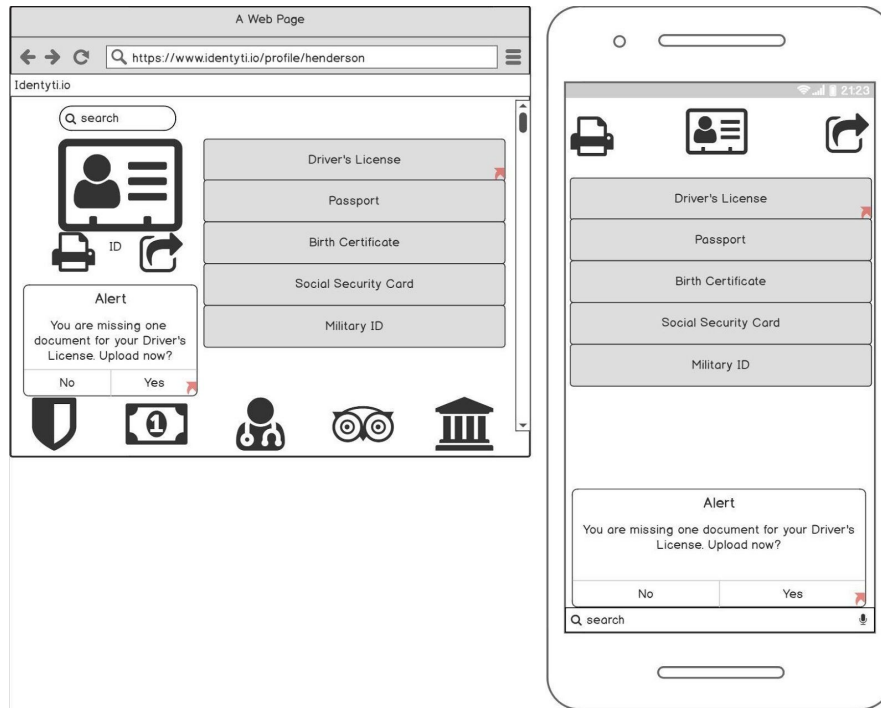 A Web Page
https://www.identyti.io/profile/henderson
Identyti.io
search
ID
Driver's License
Passport
Birth Certificate
Social Security Card
Military ID
Alert
You are missing one
document for your Driver's
License. Upload now?
No Yes
1
21:23
Driver's License
Passport
Birth Certificate
Social Security Card
Military ID
Alert
You are missing one document for your Driver's
License. Upload now?
No Yes
search